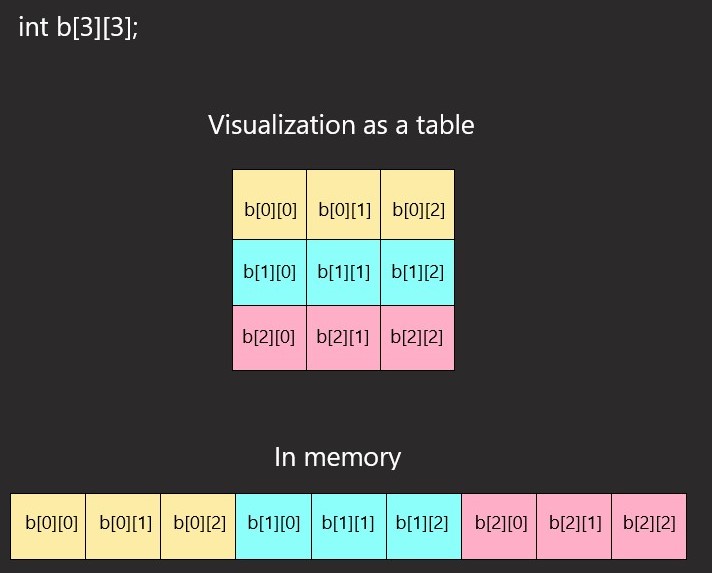 int b[3][3];
Visualization as a table
b[0][0] b[0][1] b[0][2]
b[1][0] b[1][1] b[1][2]
b[2][0] b[2][1] b[2][2]
In memory
b[0][0] b[0][1] b[0][2] b[1][0] b[1][1] b[1][2] b[2][0] b[2][1] b[2][2]